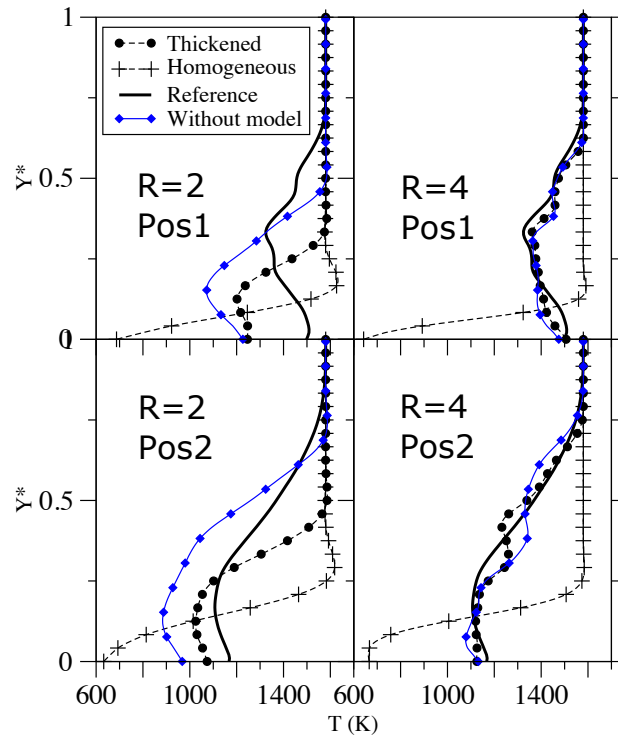 1
Thickened
Homogeneous
Reference
Without model
Y*
0.5
R=2
Pos1
R=4
Pos1
0
0
R=2
Pos2
R=4
Pos2
Y*
0.5
0
600
1000
1400
600
1000
1400
T (K)